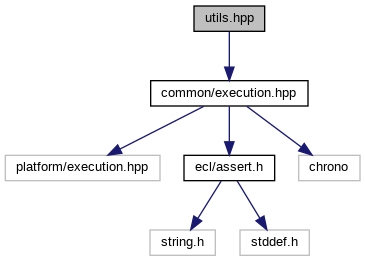 utils.hpp
common/execution.hpp
platform/execution.hpp
ecl/assert.h
chrono
string.h
stddef.h